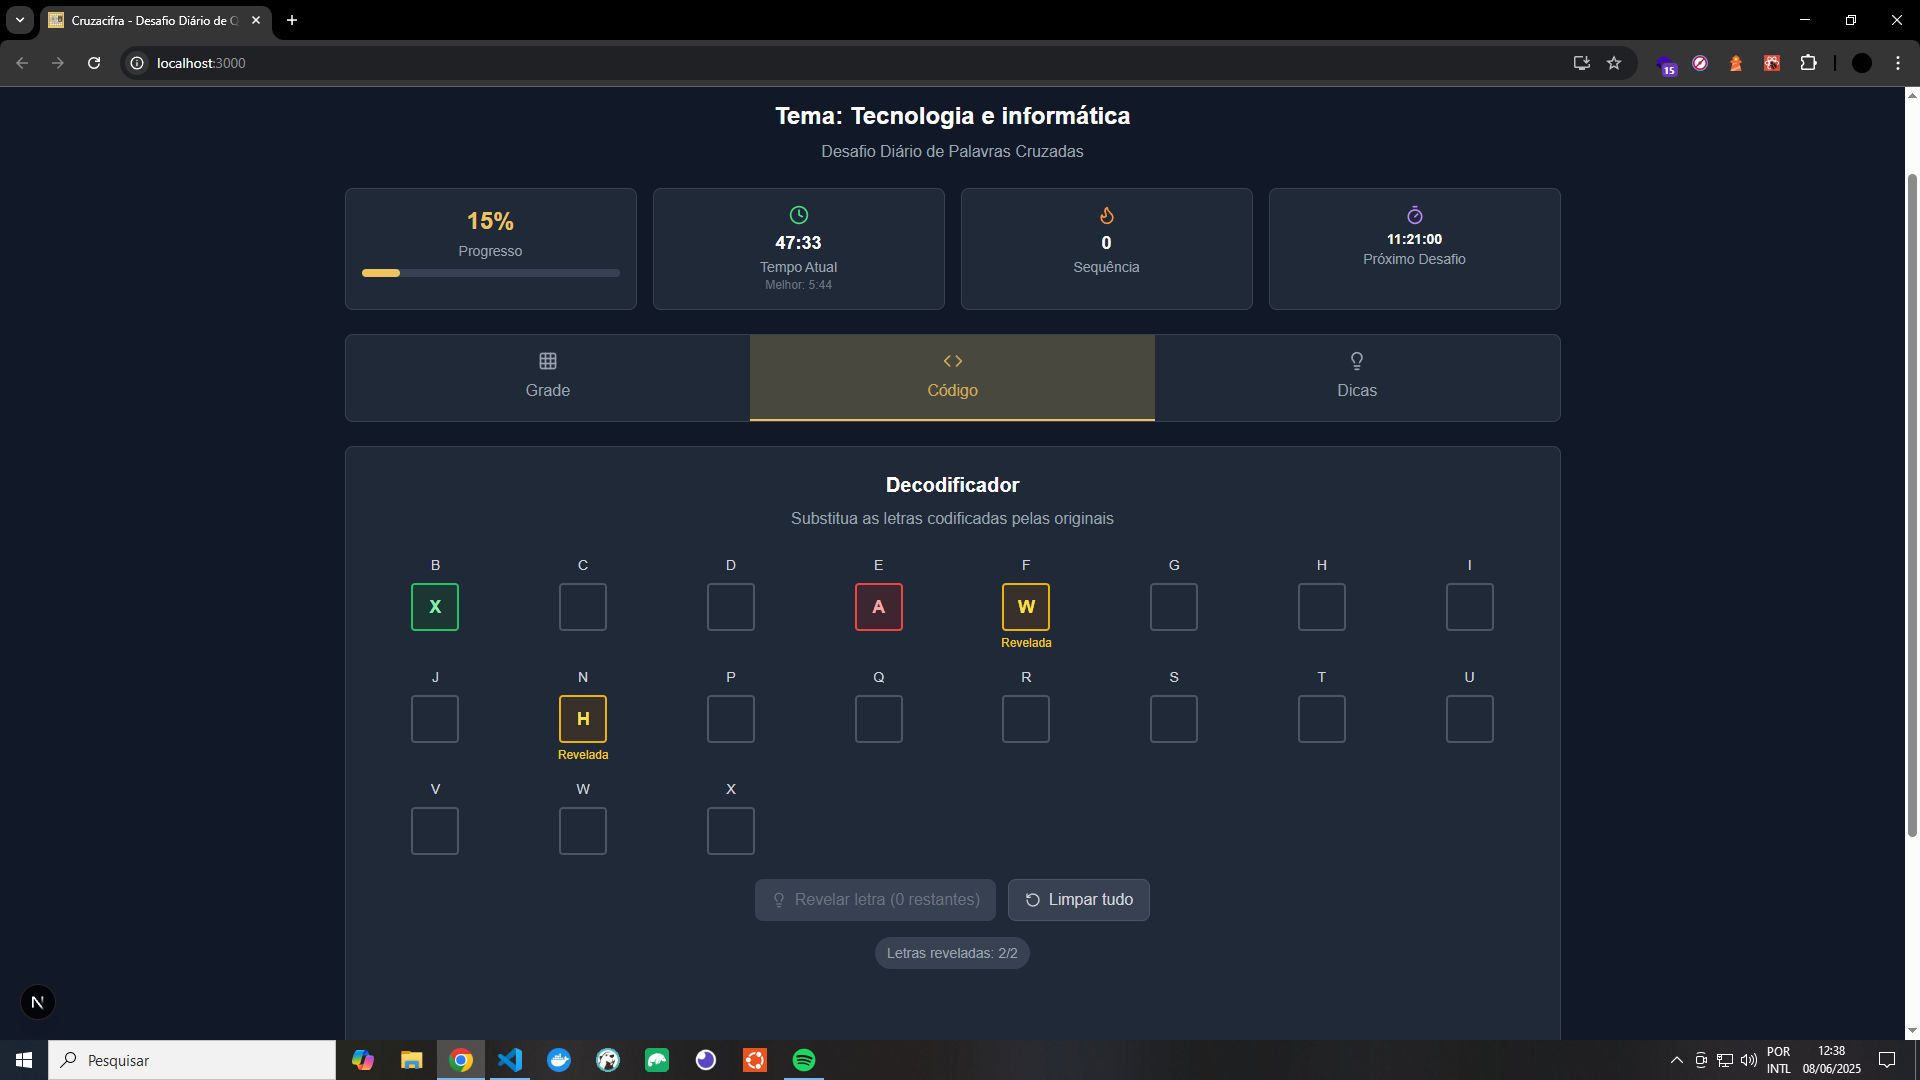 Cruzacifra - Desafio Diário de C
localhost:3000
15
Tema: Tecnologia e informática
Desafio Diário de Palavras Cruzadas
15%
Progresso
47:33
Tempo Atual
Melhor: 5:44
0
Sequência
11:21:00
Próximo Desafio
Grade
Código
Dicas
Decodificador
Substitua as letras codificadas pelas originais
B C D E F G H I
X A W
Revelada
J N P Q R S T U
H
Revelada
V W X
Revelar letra (0 restantes)
Limpar tudo
Letras reveladas: 2/2
N
Pesquisar
POR
INTL
12:38
08/06/2025